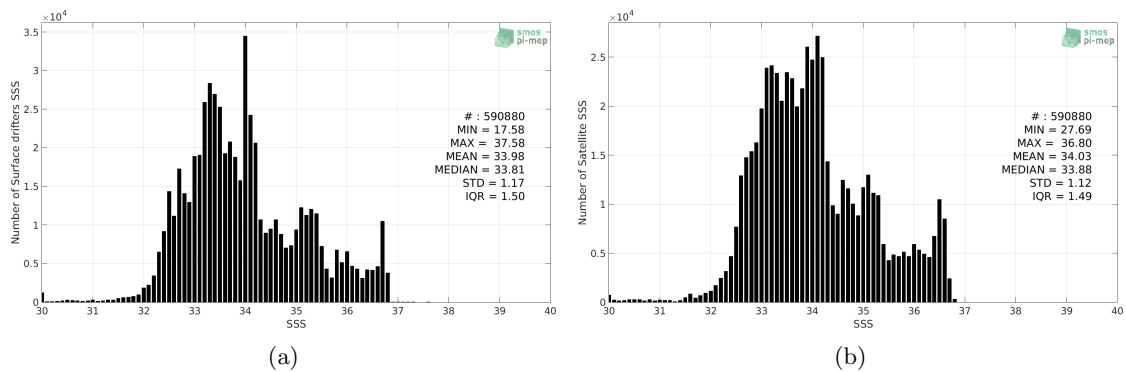 ×10⁴
3.5
3
2.5
2
1.5
1
0.5
0
Number of Surface drifters SSS
smos
pi-mep
# : 590880
MIN = 17.58
MAX = 37.58
MEAN = 33.98
MEDIAN = 33.81
STD = 1.17
IQR = 1.50
30 31 32 33 34 35 36 37 38 39 40
SSS
(a)
×10⁴
2.5
2
1.5
1
0.5
0
Number of Satellite SSS
smos
pi-mep
# : 590880
MIN = 27.69
MAX = 36.80
MEAN = 34.03
MEDIAN = 33.88
STD = 1.12
IQR = 1.49
30 31 32 33 34 35 36 37 38 39 40
SSS
(b)